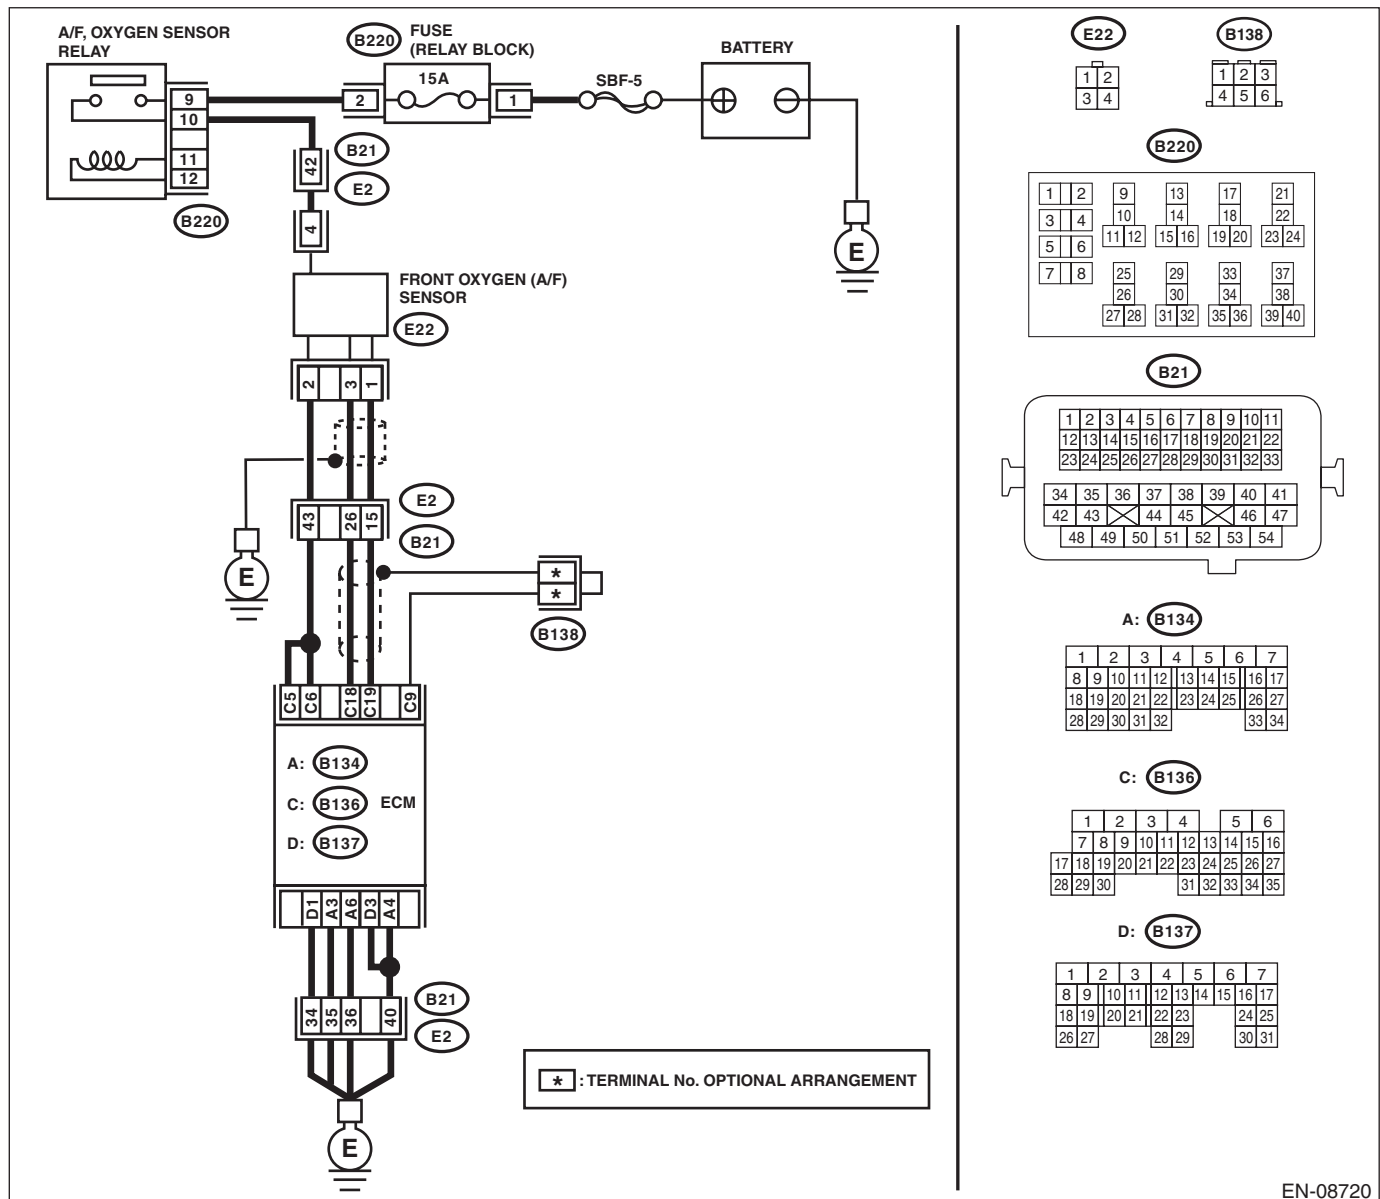 A/F, OXYGEN SENSOR
RELAY
B220
FUSE
(RELAY BLOCK)
15A
BATTERY
SBF-5
9
10
11
12
2
1
B220
42
B21
E2
4
E
FRONT OXYGEN (A/F)
SENSOR
E22
2 3 1
E
43 26 15
E2
B21
*
*
B138
C5 C6 C18 C19 C9
A: B134
C: B136 ECM
D: B137
D1 A3 A6 D3 A4
34 35 36 40
B21
E2
E
* : TERMINAL No. OPTIONAL ARRANGEMENT
E22
1 2
3 4
B138
1 2 3
4 5 6
B220
1 2 9 13 17 21
3 4 10 14 18 22
5 6 11 12 15 16 19 20 23 24
7 8 25 29 33 37
26 30 34 38
27 28 31 32 35 36 39 40
B21
1 2 3 4 5 6 7 8 9 10 11
12 13 14 15 16 17 18 19 20 21 22
23 24 25 26 27 28 29 30 31 32 33
34 35 36 37 38 39 40 41
42 43 44 45 46 47
48 49 50 51 52 53 54
A: B134
1 2 3 4 5 6 7
8 9 10 11 12 13 14 15 16 17
18 19 20 21 22 23 24 25 26 27
28 29 30 31 32 33 34
C: B136
1 2 3 4 5 6
7 8 9 10 11 12 13 14 15 16
17 18 19 20 21 22 23 24 25 26 27
28 29 30 31 32 33 34 35
D: B137
1 2 3 4 5 6 7
8 9 10 11 12 13 14 15 16 17
18 19 20 21 22 23 24 25
26 27 28 29 30 31
EN-08720